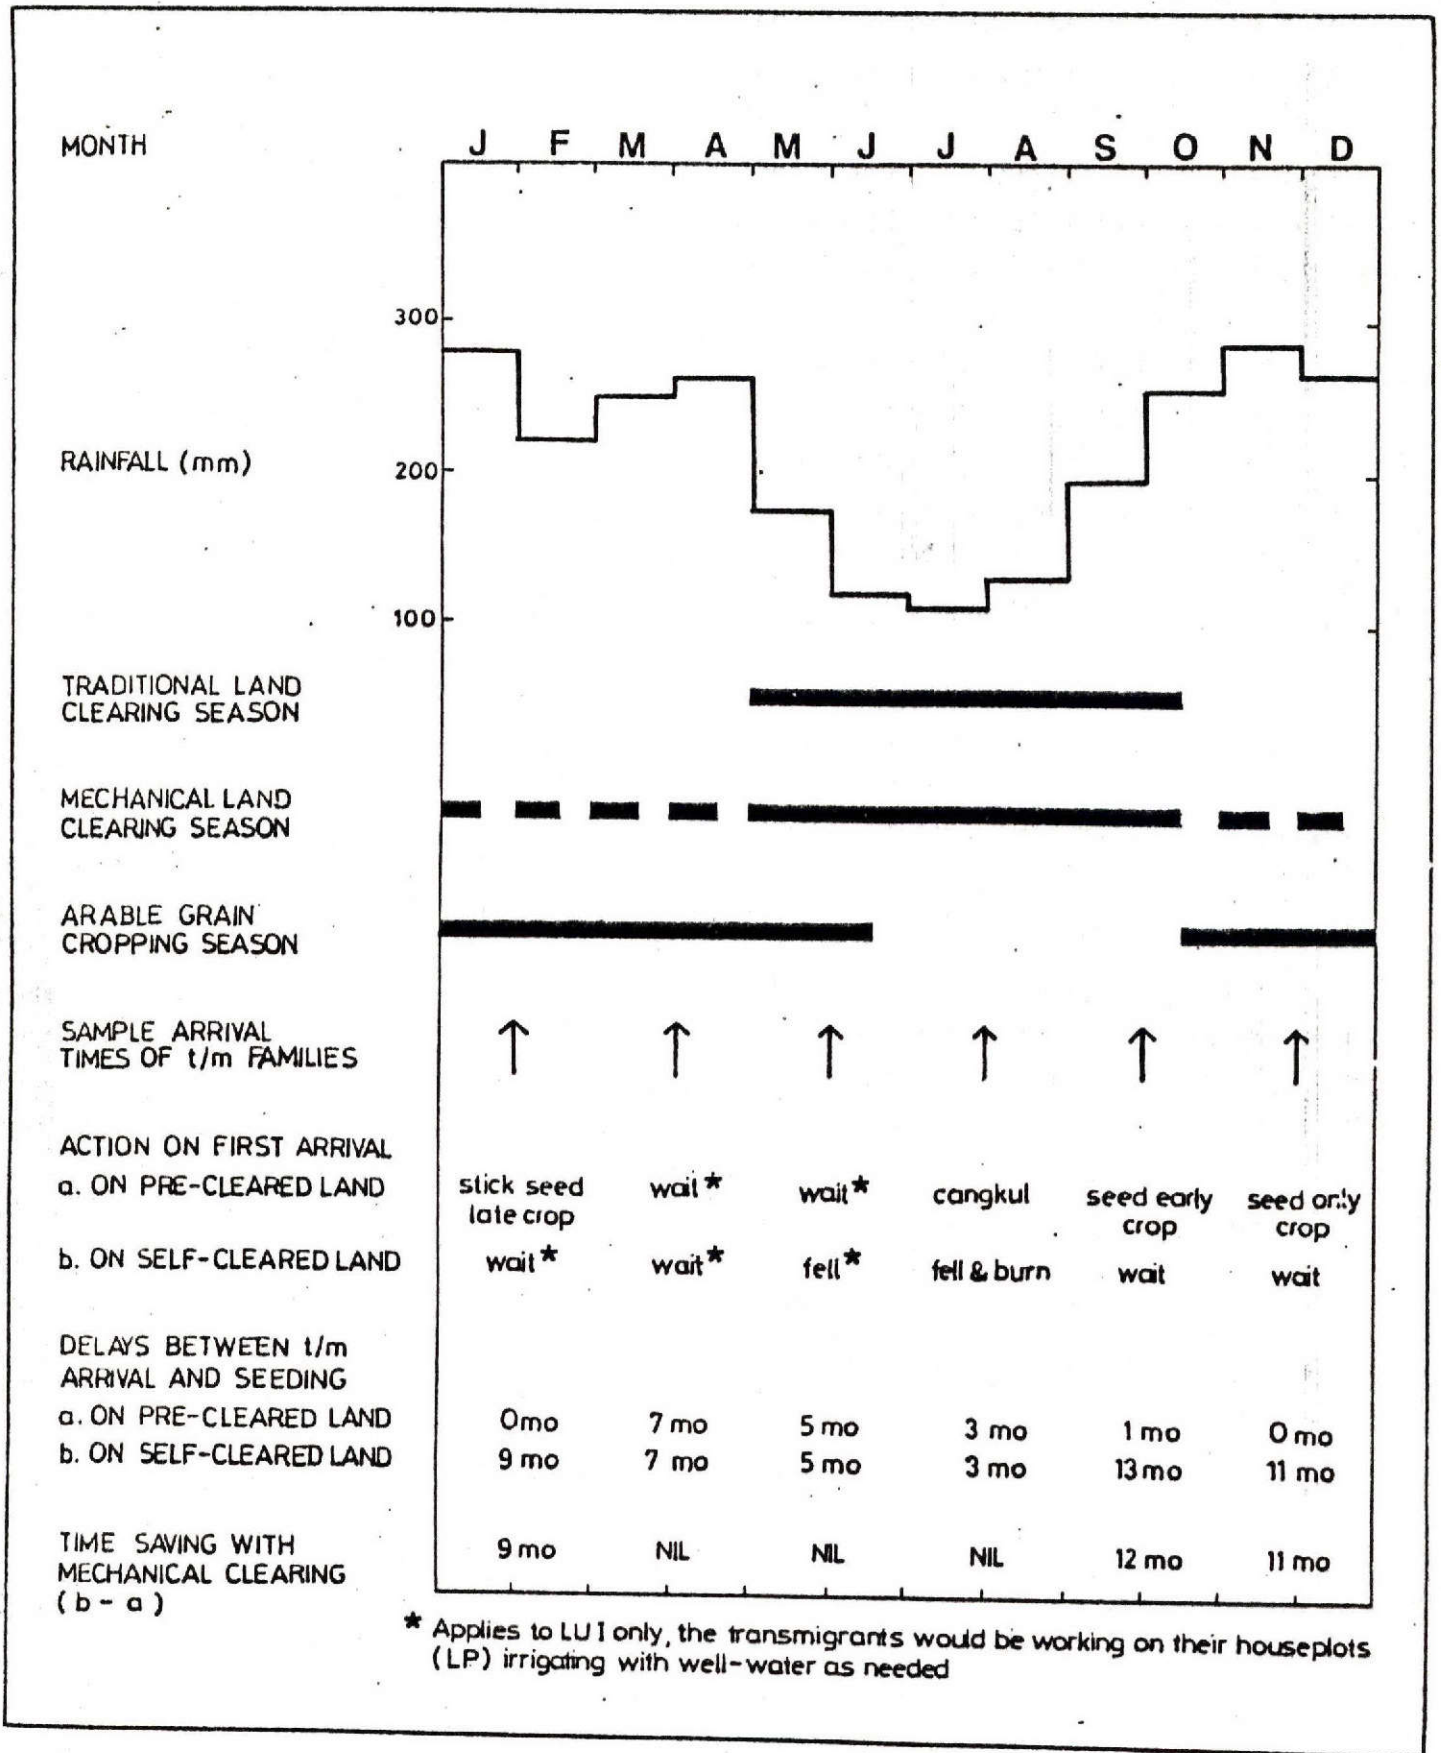 MONTH J F M A M J J A S O N D
300
RAINFALL (mm) 200
100
TRADITIONAL LAND
CLEARING SEASON
MECHANICAL LAND
CLEARING SEASON
ARABLE GRAIN
CROPPING SEASON
SAMPLE ARRIVAL
TIMES OF t/m FAMILIES
ACTION ON FIRST ARRIVAL
a. ON PRE-CLEARED LAND stick seed wait* wait* cangkul seed early seed only
late crop crop crop
b. ON SELF-CLEARED LAND wait* wait* fell* fell & burn wait wait
DELAYS BETWEEN t/m
ARRIVAL AND SEEDING
a. ON PRE-CLEARED LAND 0mo 7 mo 5 mo 3 mo 1 mo 0 mo
b. ON SELF-CLEARED LAND 9 mo 7 mo 5 mo 3 mo 13 mo 11 mo
TIME SAVING WITH 9 mo NIL NIL NIL 12 mo 11 mo
MECHANICAL CLEARING
(b - a)
* Applies to LU I only, the transmigrants would be working on their houseplots
(LP) irrigating with well-water as needed